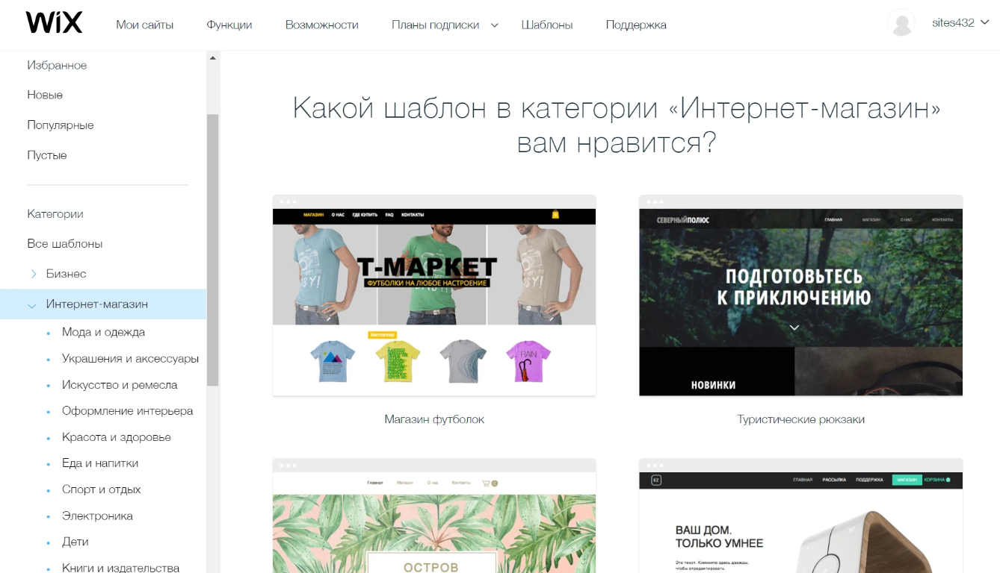 WiX
Мои сайты
Функции
Возможности
Планы подписки
Шаблоны
Поддержка
sites432
Избранное
Новые
Популярные
Пустые
Категории
Все шаблоны
Бизнес
Интернет-магазин
Мода и одежда
Украшения и аксессуары
Искусство и ремесла
Оформление интерьера
Красота и здоровье
Еда и напитки
Спорт и отдых
Электроника
Дети
Книги и издательства
Какой шаблон в категории «Интернет-магазин»
вам нравится?
МАГАЗИН О НАС ГДЕ КУПИТЬ FAQ КОНТАКТЫ
Т-МАРКЕТ
ФУТБОЛКИ НА ЛЮБОЕ НАСТРОЕНИЕ
Бестселлер
RAIN
Магазин футболок
СЕВЕРНЫЙПОЛЮС
ГЛАВНАЯ МАГАЗИН О НАС КОНТАКТЫ
ПОДГОТОВЬТЕСЬ
К ПРИКЛЮЧЕНИЮ
НОВИНКИ
Туристические рюкзаки
Главная Магазин О нас Контакты 0
ОСТРОВ
EZ
ГЛАВНАЯ РАССЫЛКА ПОДДЕРЖКА МАГАЗИН КОРЗИНА
ВАШ ДОМ.
ТОЛЬКО УМНЕЕ
Это текст. Кликните здесь дважды,
чтобы отредактировать.